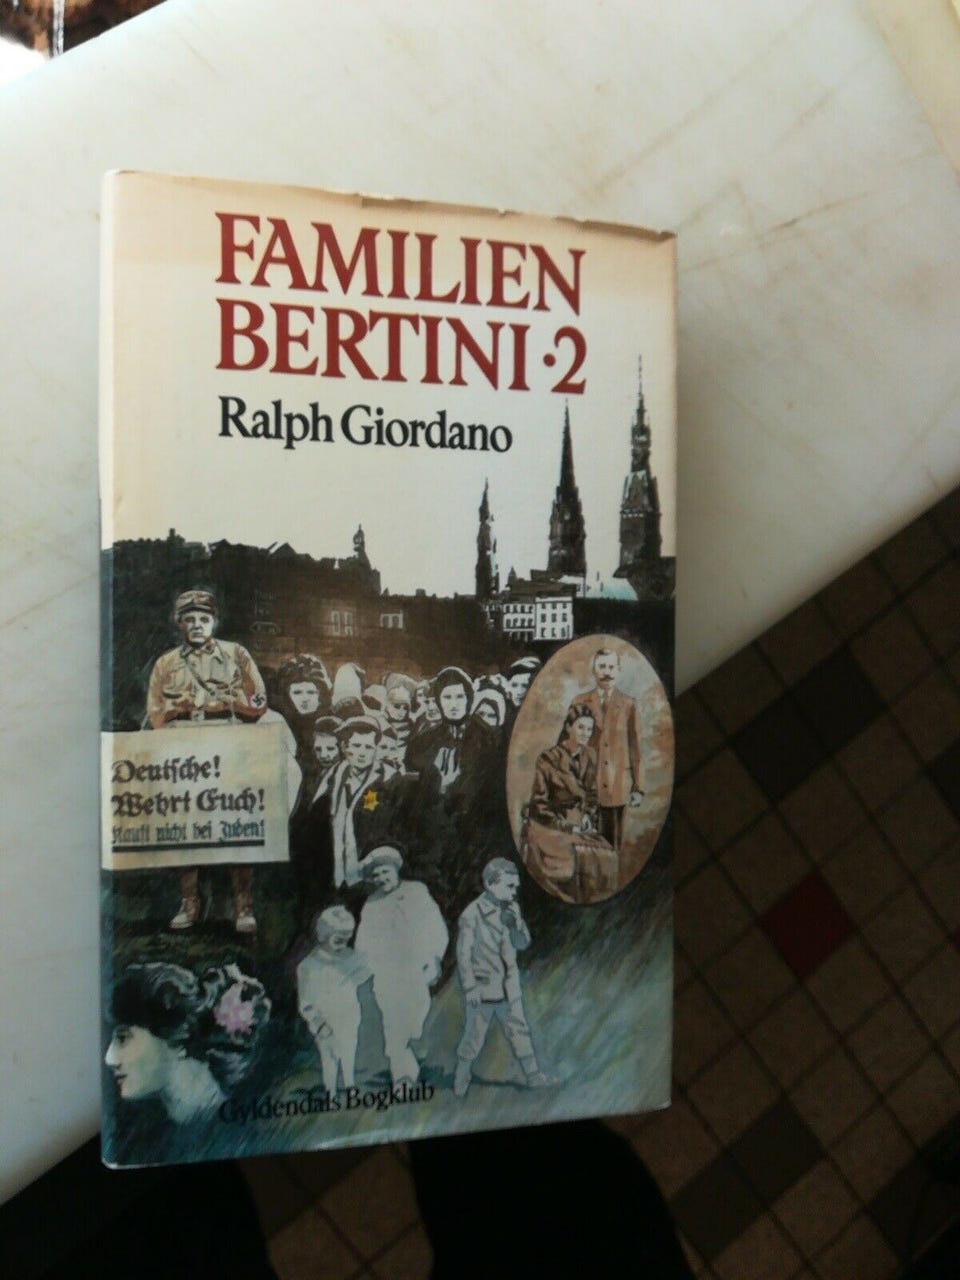 FAMILIEN
BERTINI·2
Ralph Giordano
Deutsche!
Wehrt Euch!
Kauft nicht bei Juden!
Gyldendals Bogklub